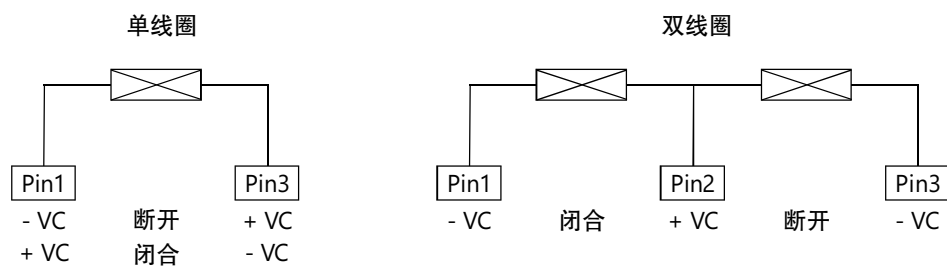 单线圈
双线圈
Pin1
Pin3
Pin1
Pin2
Pin3
- VC 断开 + VC
- VC 闭合 + VC 断开 - VC
+ VC 闭合 - VC